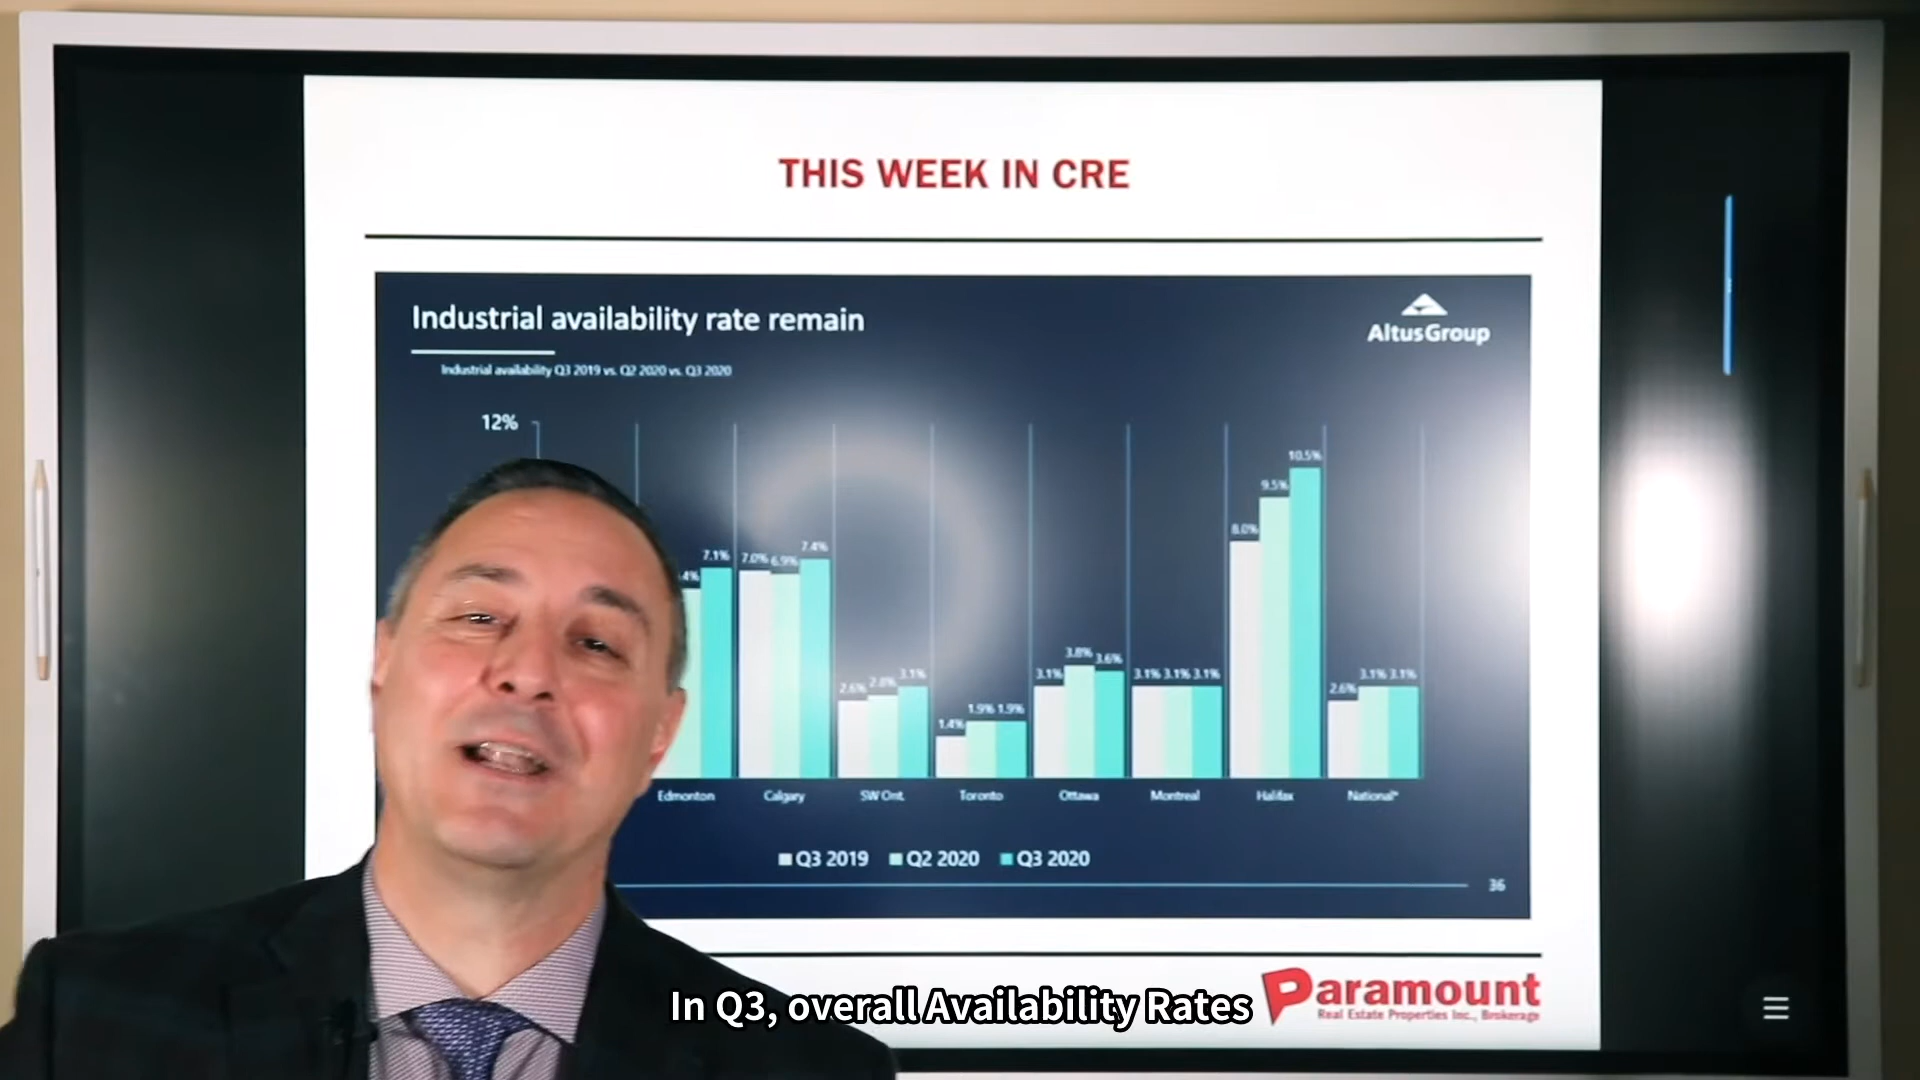 THIS WEEK IN CRE
Industrial availability rate remain
AltusGroup
Industrial availability Q3 2019 vs. Q2 2020 vs. Q3 2020
12%
4% 7.1% 7.0% 6.9% 7.4% 2.6% 2.8% 3.1% 1.4% 1.9% 1.9% 3.1% 3.8% 3.6% 3.1% 3.1% 3.1% 8.0% 9.5% 10.5% 2.6% 3.1% 3.1%
Edmonton Calgary SW Ont. Toronto Ottawa Montreal Halifax National*
Q3 2019 Q2 2020 Q3 2020
36
Paramount
Real Estate Properties Inc., Brokerage
In Q3, overall Availability Rates